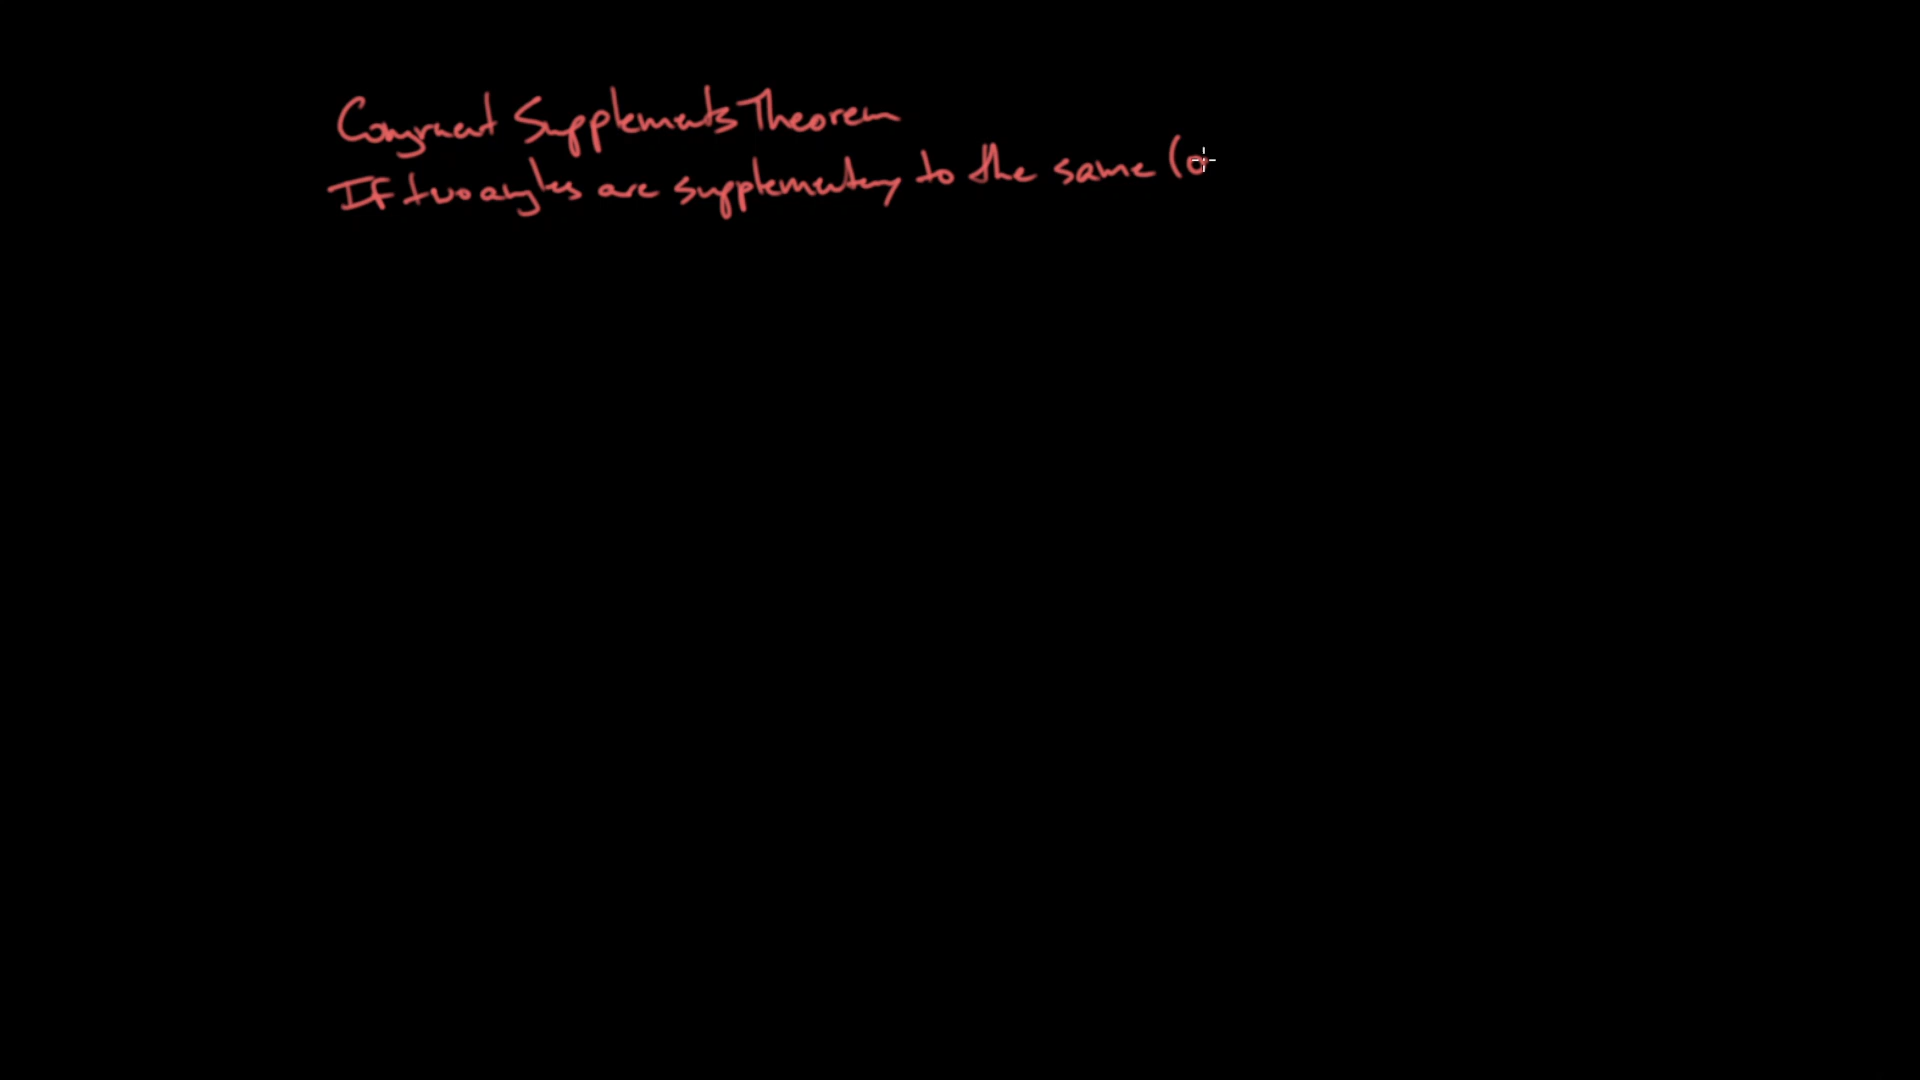 Congruent Supplements Theorem
If two angles are supplementary to the same (o